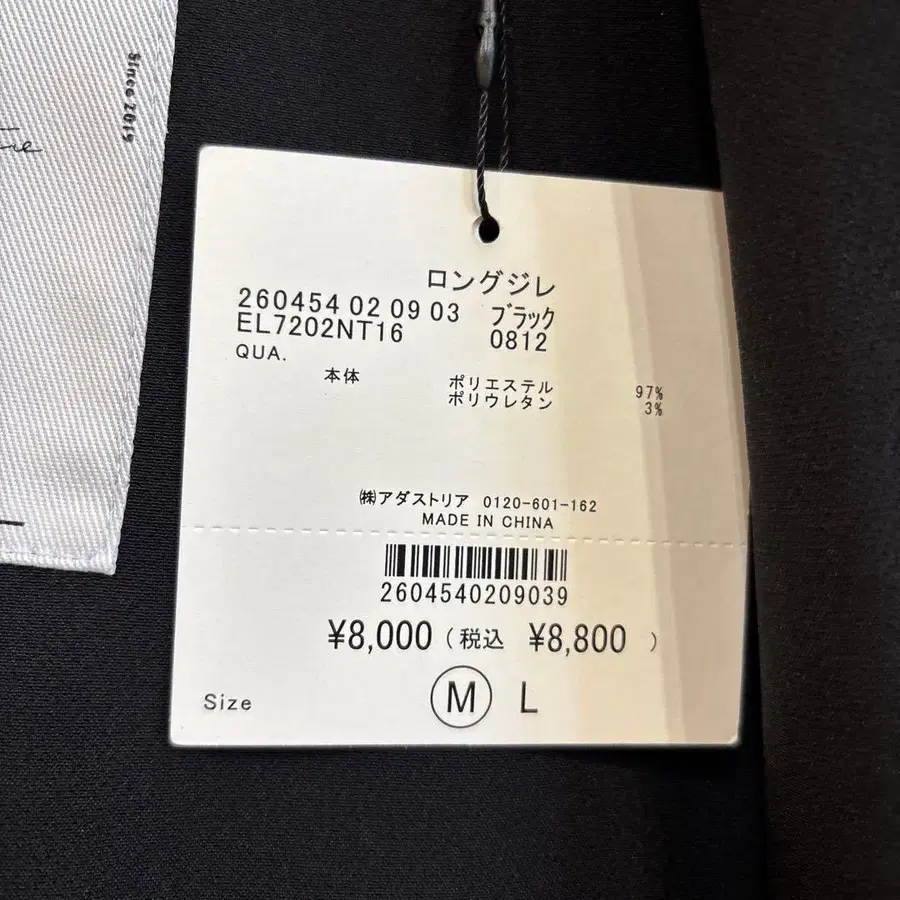 Since 2019
ロングジレ
260454 02 09 03 ブラック
EL7202NT16 0812
QUA.
本体 ポリエステル 97%
ポリウレタン 3%
㈱アダストリア 0120-601-162
MADE IN CHINA
2604540209039
¥8,000 (税込 ¥8,800 )
Size M L